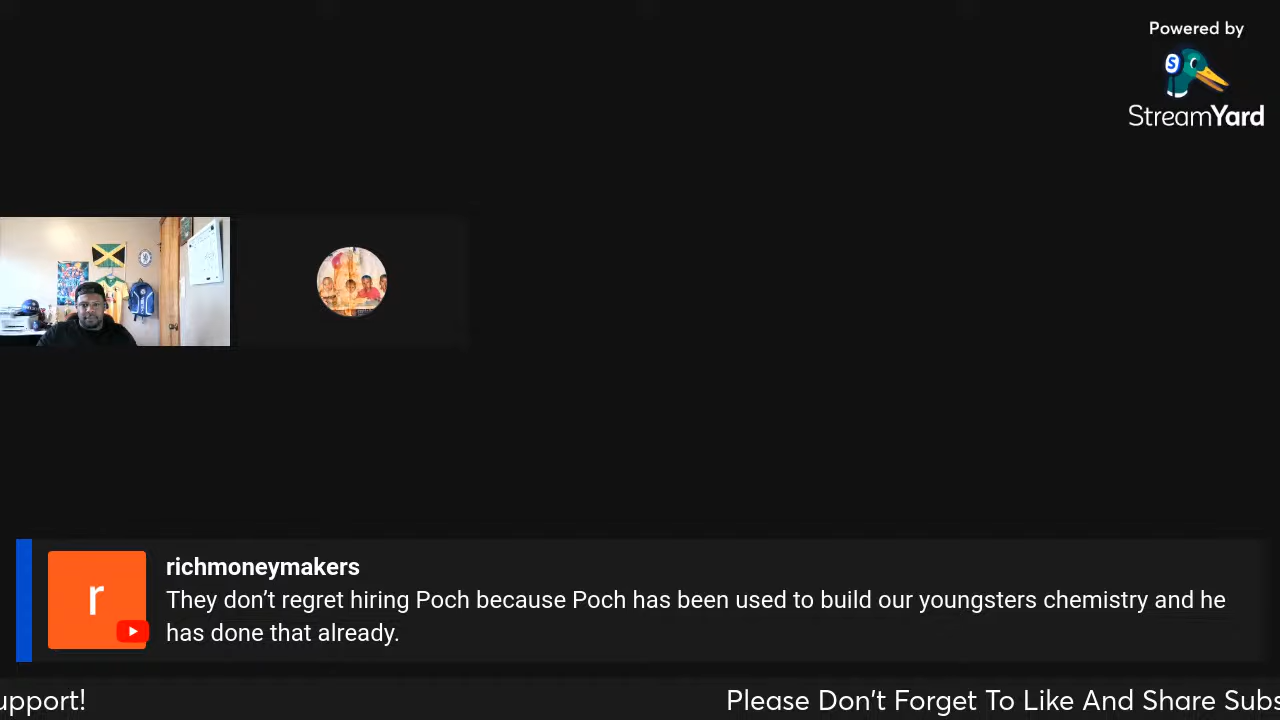 Powered by
S
StreamYard
r
richmoneymakers
They don’t regret hiring Poch because Poch has been used to build our youngsters chemistry and he
has done that already.
upport!
Please Don’t Forget To Like And Share Subs